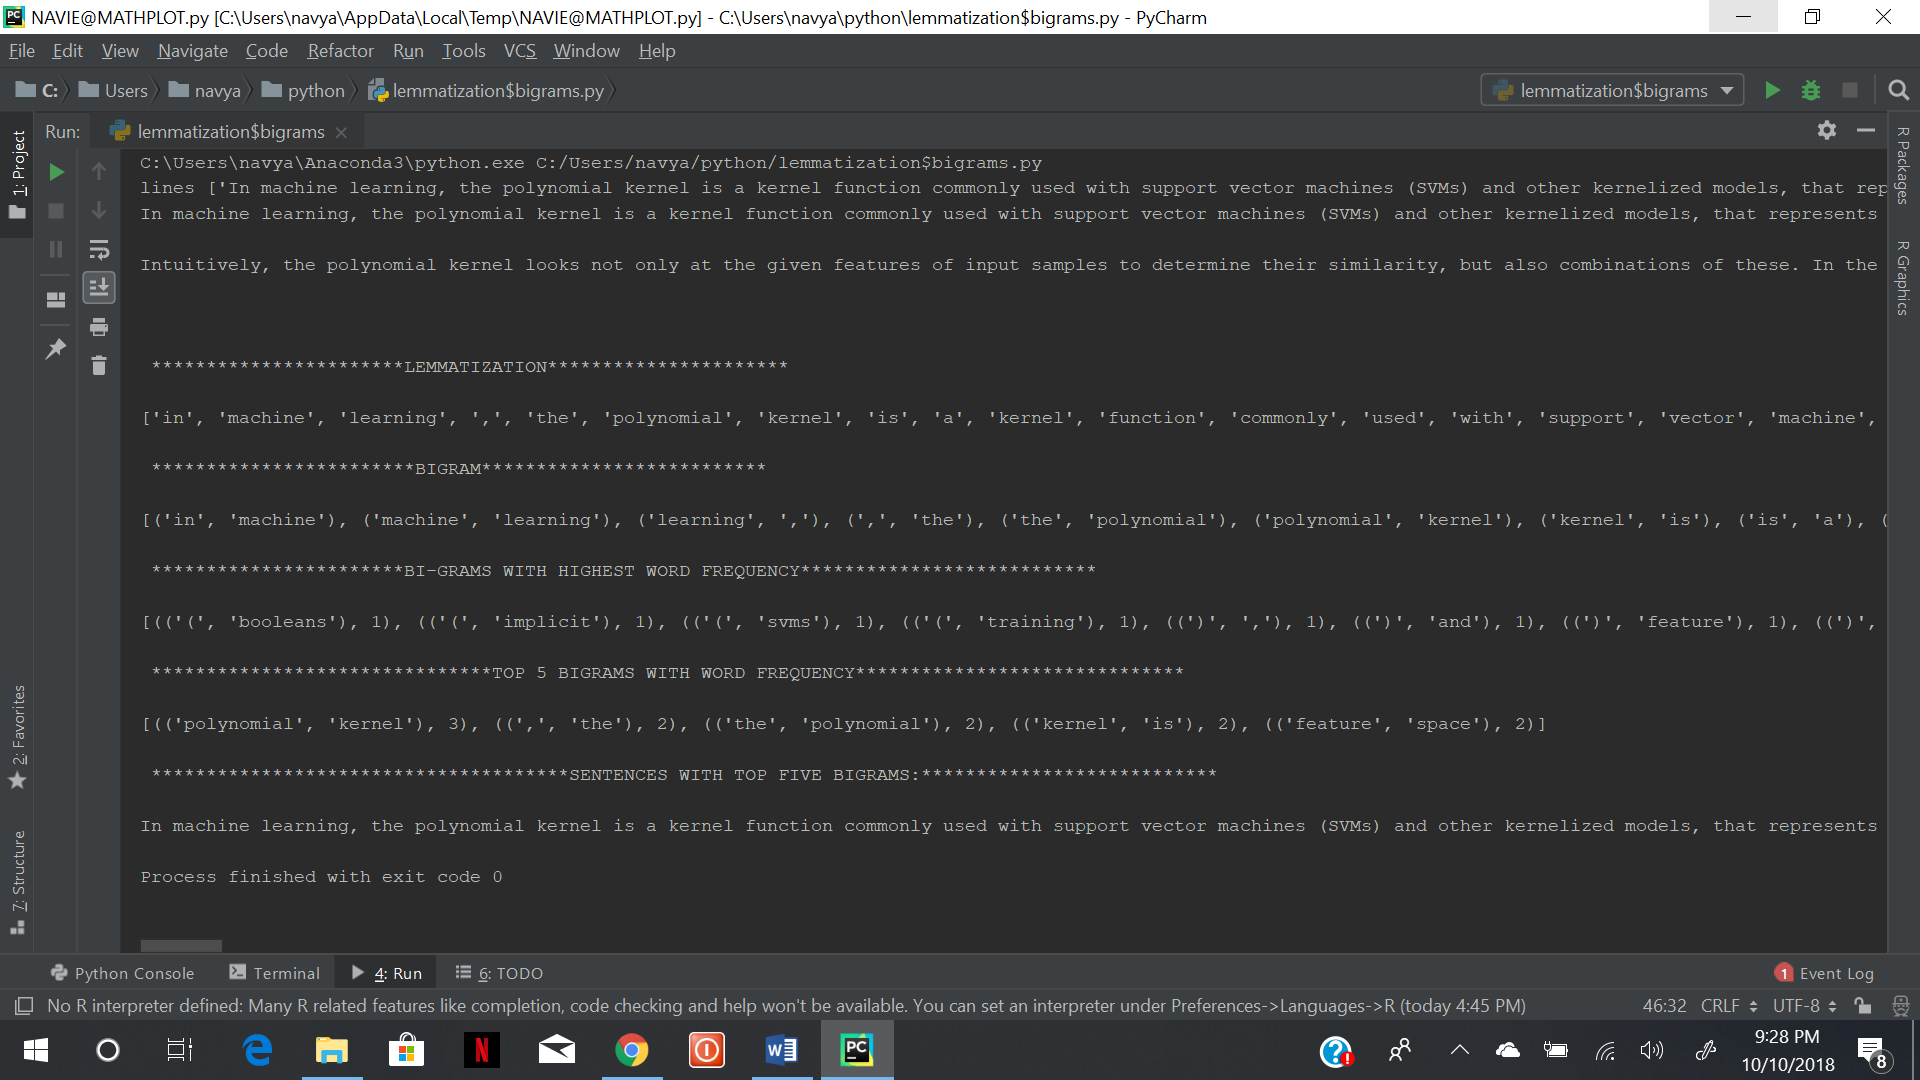 NAVIE@MATHPLOT.py [C:\Users\navya\AppData\Local\Temp\NAVIE@MATHPLOT.py] - C:\Users\navya\python\lemmatization$bigrams.py - PyCharm
File Edit View Navigate Code Refactor Run Tools VCS Window Help
C: Users navya python lemmatization$bigrams.py lemmatization$bigrams
Run: lemmatization$bigrams
1: Project
R Packages
R Graphics
C:\Users\navya\Anaconda3\python.exe C:/Users/navya/python/lemmatization$bigrams.py
lines ['In machine learning, the polynomial kernel is a kernel function commonly used with support vector machines (SVMs) and other kernelized models, that rep
In machine learning, the polynomial kernel is a kernel function commonly used with support vector machines (SVMs) and other kernelized models, that represents
Intuitively, the polynomial kernel looks not only at the given features of input samples to determine their similarity, but also combinations of these. In the
***********************LEMMATIZATION**********************
['in', 'machine', 'learning', ',', 'the', 'polynomial', 'kernel', 'is', 'a', 'kernel', 'function', 'commonly', 'used', 'with', 'support', 'vector', 'machine',
************************BIGRAM**************************
[('in', 'machine'), ('machine', 'learning'), ('learning', ','), (',', 'the'), ('the', 'polynomial'), ('polynomial', 'kernel'), ('kernel', 'is'), ('is', 'a'), (
***********************BI-GRAMS WITH HIGHEST WORD FREQUENCY***************************
[(('(', 'booleans'), 1), (('(', 'implicit'), 1), (('(', 'svms'), 1), (('(', 'training'), 1), ((')', ','), 1), ((')', 'and'), 1), ((')', 'feature'), 1), ((')',
*******************************TOP 5 BIGRAMS WITH WORD FREQUENCY******************************
[(('polynomial', 'kernel'), 3), ((',', 'the'), 2), (('the', 'polynomial'), 2), (('kernel', 'is'), 2), (('feature', 'space'), 2)]
**************************************SENTENCES WITH TOP FIVE BIGRAMS:***************************
In machine learning, the polynomial kernel is a kernel function commonly used with support vector machines (SVMs) and other kernelized models, that represents
Process finished with exit code 0
2: Favorites
7: Structure
Python Console Terminal 4: Run 6: TODO 1 Event Log
No R interpreter defined: Many R related features like completion, code checking and help won't be available. You can set an interpreter under Preferences->Languages->R (today 4:45 PM) 46:32 CRLF UTF-8
9:28 PM
10/10/2018
8